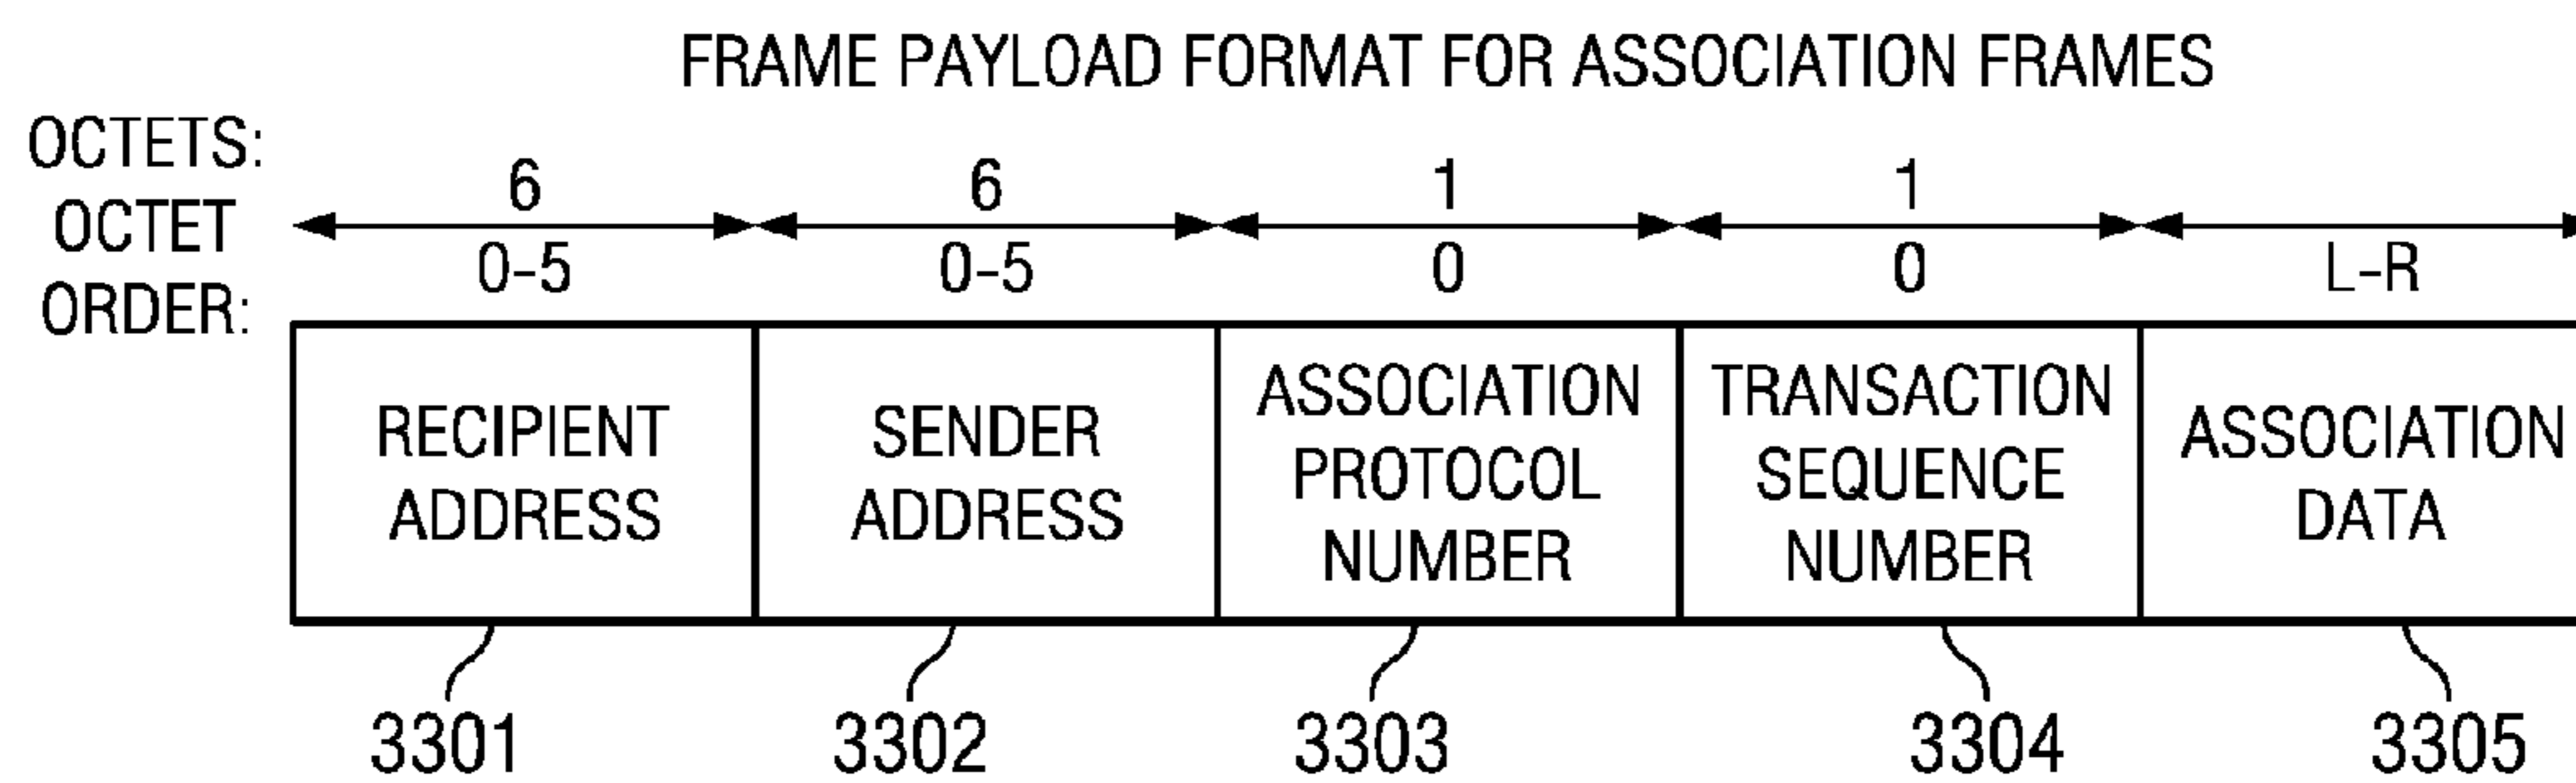 FRAME PAYLOAD FORMAT FOR ASSOCIATION FRAMES
OCTETS:
6 6 1 1
OCTET
ORDER:
0-5 0-5 0 0 L-R
RECIPIENT
ADDRESS
SENDER
ADDRESS
ASSOCIATION
PROTOCOL
NUMBER
TRANSACTION
SEQUENCE
NUMBER
ASSOCIATION
DATA
3301 3302 3303 3304 3305